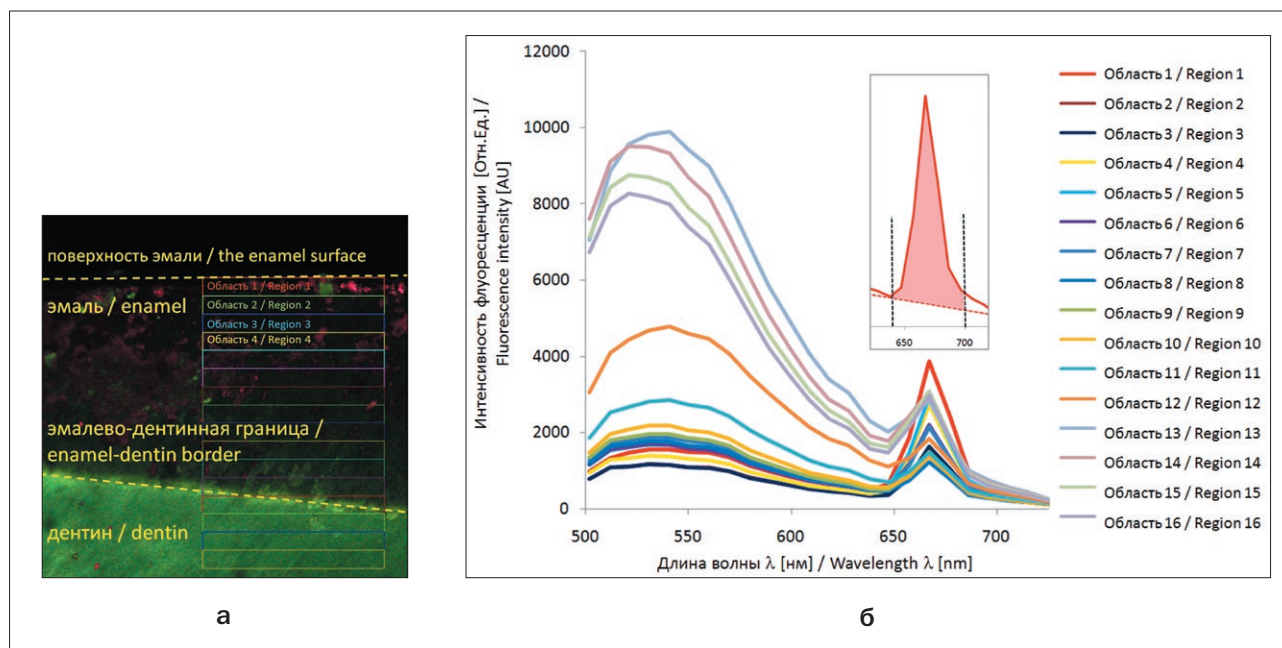 поверхность эмали / the enamel surface
Область 1 / Region 1
эмаль / enamel
Область 2 / Region 2
Область 3 / Region 3
Область 4 / Region 4
эмалево-дентинная граница /
enamel-dentin border
дентин / dentin
а
Интенсивность флуоресценции [Отн.Ед.] /
Fluorescence intensity [AU]
12000
10000
8000
6000
4000
2000
0
500
550
600
650
700
Длина волны λ [нм] / Wavelength λ [nm]
650
700
Область 1 / Region 1
Область 2 / Region 2
Область 3 / Region 3
Область 4 / Region 4
Область 5 / Region 5
Область 6 / Region 6
Область 7 / Region 7
Область 8 / Region 8
Область 9 / Region 9
Область 10 / Region 10
Область 11 / Region 11
Область 12 / Region 12
Область 13 / Region 13
Область 14 / Region 14
Область 15 / Region 15
Область 16 / Region 16
б